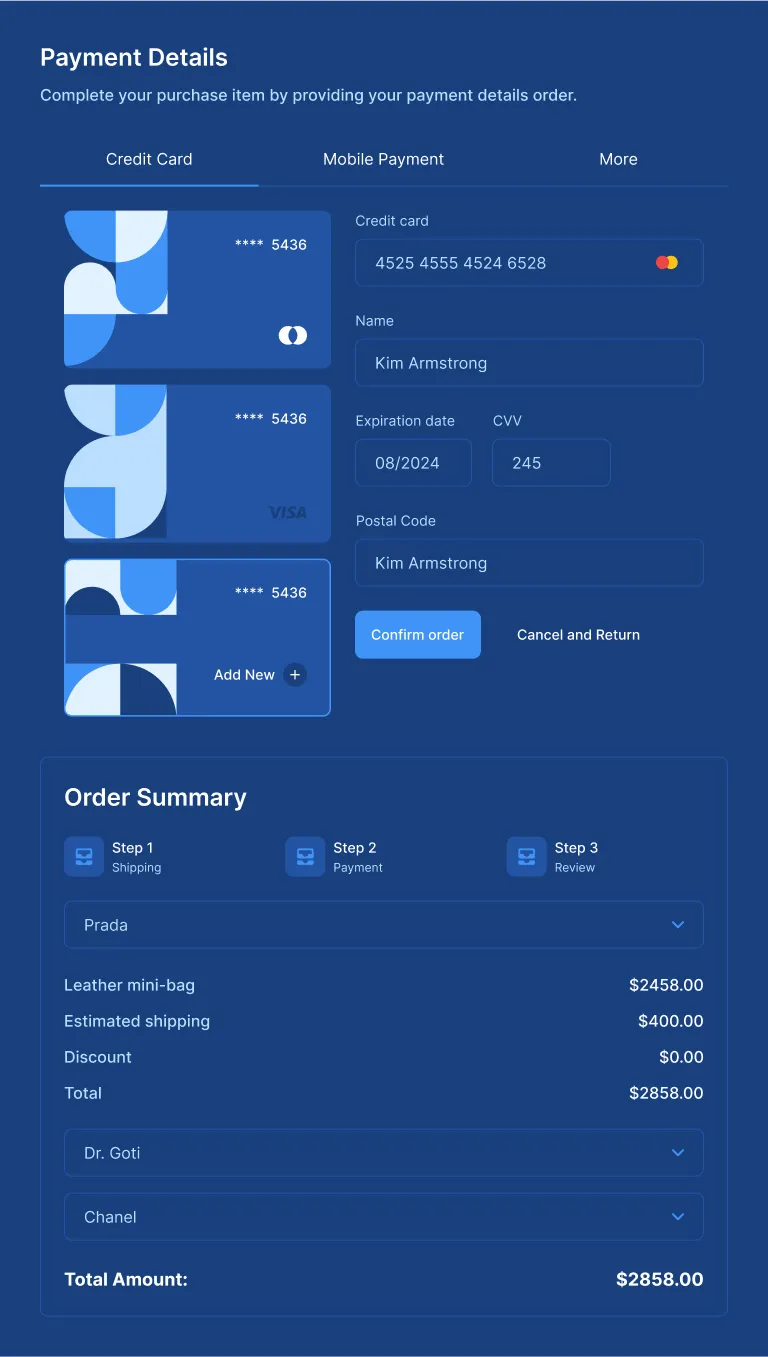 Payment Details
Complete your purchase item by providing your payment details order.
Credit Card
Mobile Payment
More
**** 5436
**** 5436
VISA
**** 5436
Add New
Credit card
4525 4555 4524 6528
Name
Kim Armstrong
Expiration date
CVV
08/2024
245
Postal Code
Kim Armstrong
Confirm order
Cancel and Return
Order Summary
Step 1
Shipping
Step 2
Payment
Step 3
Review
Prada
Leather mini-bag $2458.00
Estimated shipping $400.00
Discount $0.00
Total $2858.00
Dr. Goti
Chanel
Total Amount: $2858.00